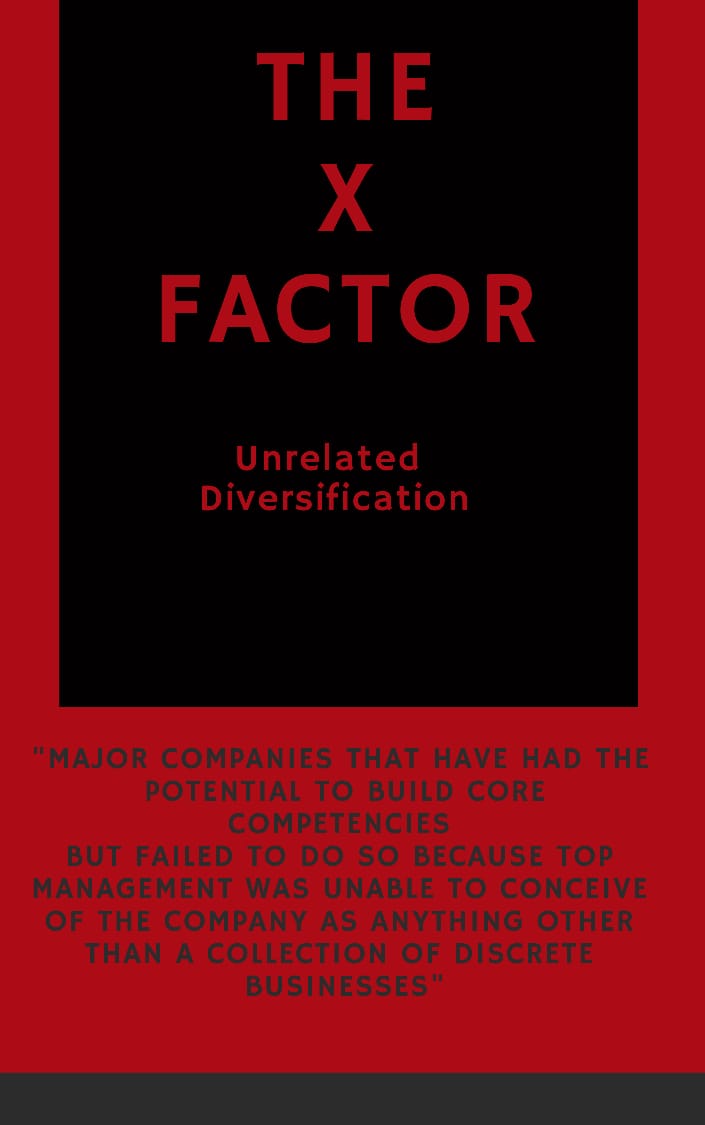 THE
X
FACTOR
Unrelated
Diversification
"MAJOR COMPANIES THAT HAVE HAD THE
POTENTIAL TO BUILD CORE
COMPETENCIES
BUT FAILED TO DO SO BECAUSE TOP
MANAGEMENT WAS UNABLE TO CONCEIVE
OF THE COMPANY AS ANYTHING OTHER
THAN A COLLECTION OF DISCRETE
BUSINESSES"